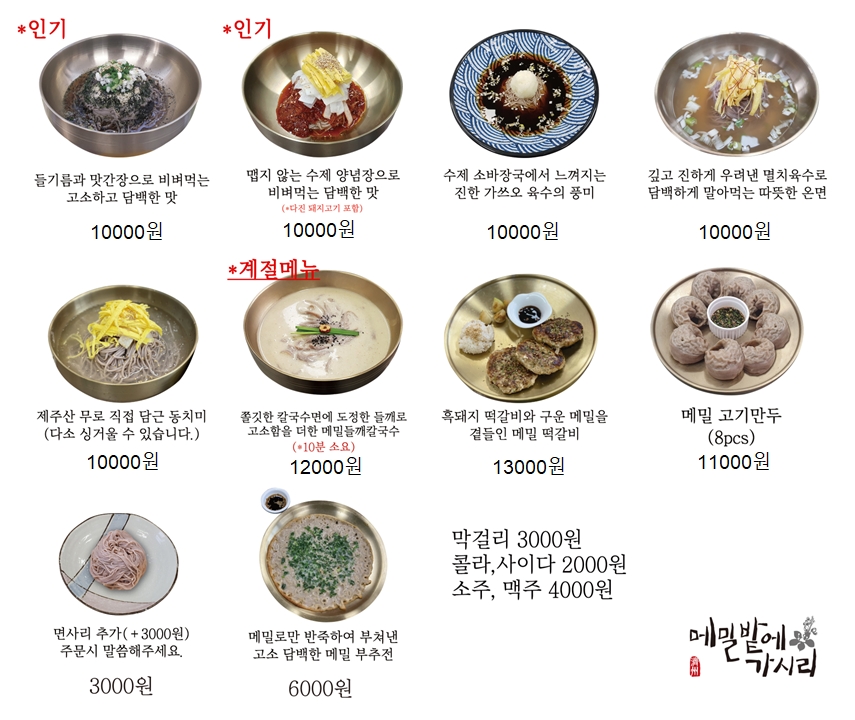 *인기
들기름과 맛간장으로 비벼먹는
고소하고 담백한 맛
10000원
*인기
맵지 않는 수제 양념장으로
비벼먹는 담백한 맛
(*다진 돼지고기 포함)
10000원
수제 소바장국에서 느껴지는
진한 가쓰오 육수의 풍미
10000원
깊고 진하게 우려낸 멸치육수로
담백하게 말아먹는 따뜻한 온면
10000원
제주산 무로 직접 담근 동치미
(다소 싱거울 수 있습니다.)
10000원
*계절메뉴
쫄깃한 칼국수면에 도정한 들깨로
고소함을 더한 메밀들깨칼국수
(*10분 소요)
12000원
흑돼지 떡갈비와 구운 메밀을
곁들인 메밀 떡갈비
13000원
메밀 고기만두
(8pcs)
11000원
면사리 추가(+3000원)
주문시 말씀해주세요.
3000원
메밀로만 반죽하여 부쳐낸
고소 담백한 메밀 부추전
6000원
막걸리 3000원
콜라,사이다 2000원
소주, 맥주 4000원
메밀밭에
가시리